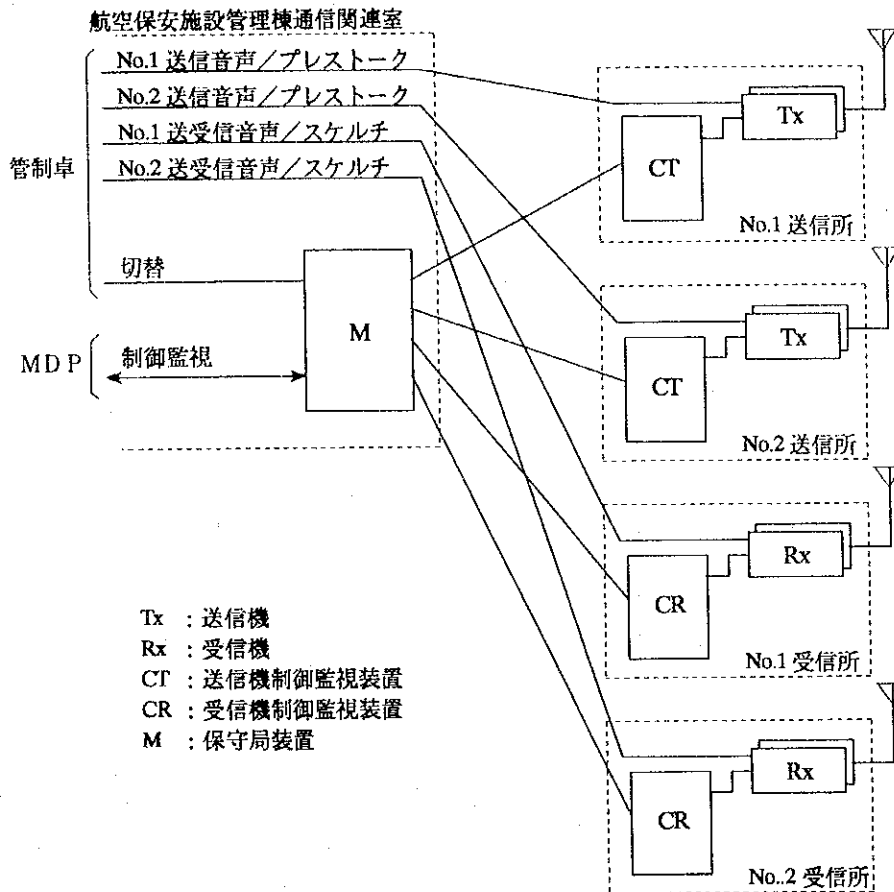 航空保安施設管理棟通信関連室
No.1 送信音声／プレストーク
No.2 送信音声／プレストーク
No.1 送受信音声／スケルチ
No.2 送受信音声／スケルチ
管制卓
切替
M
MDP
制御監視
Tx
CT
No.1 送信所
Tx
CT
No.2 送信所
Rx
CR
No.1 受信所
Rx
CR
No..2 受信所
Tx ：送信機
Rx ：受信機
CT ：送信機制御監視装置
CR ：受信機制御監視装置
M ：保守局装置